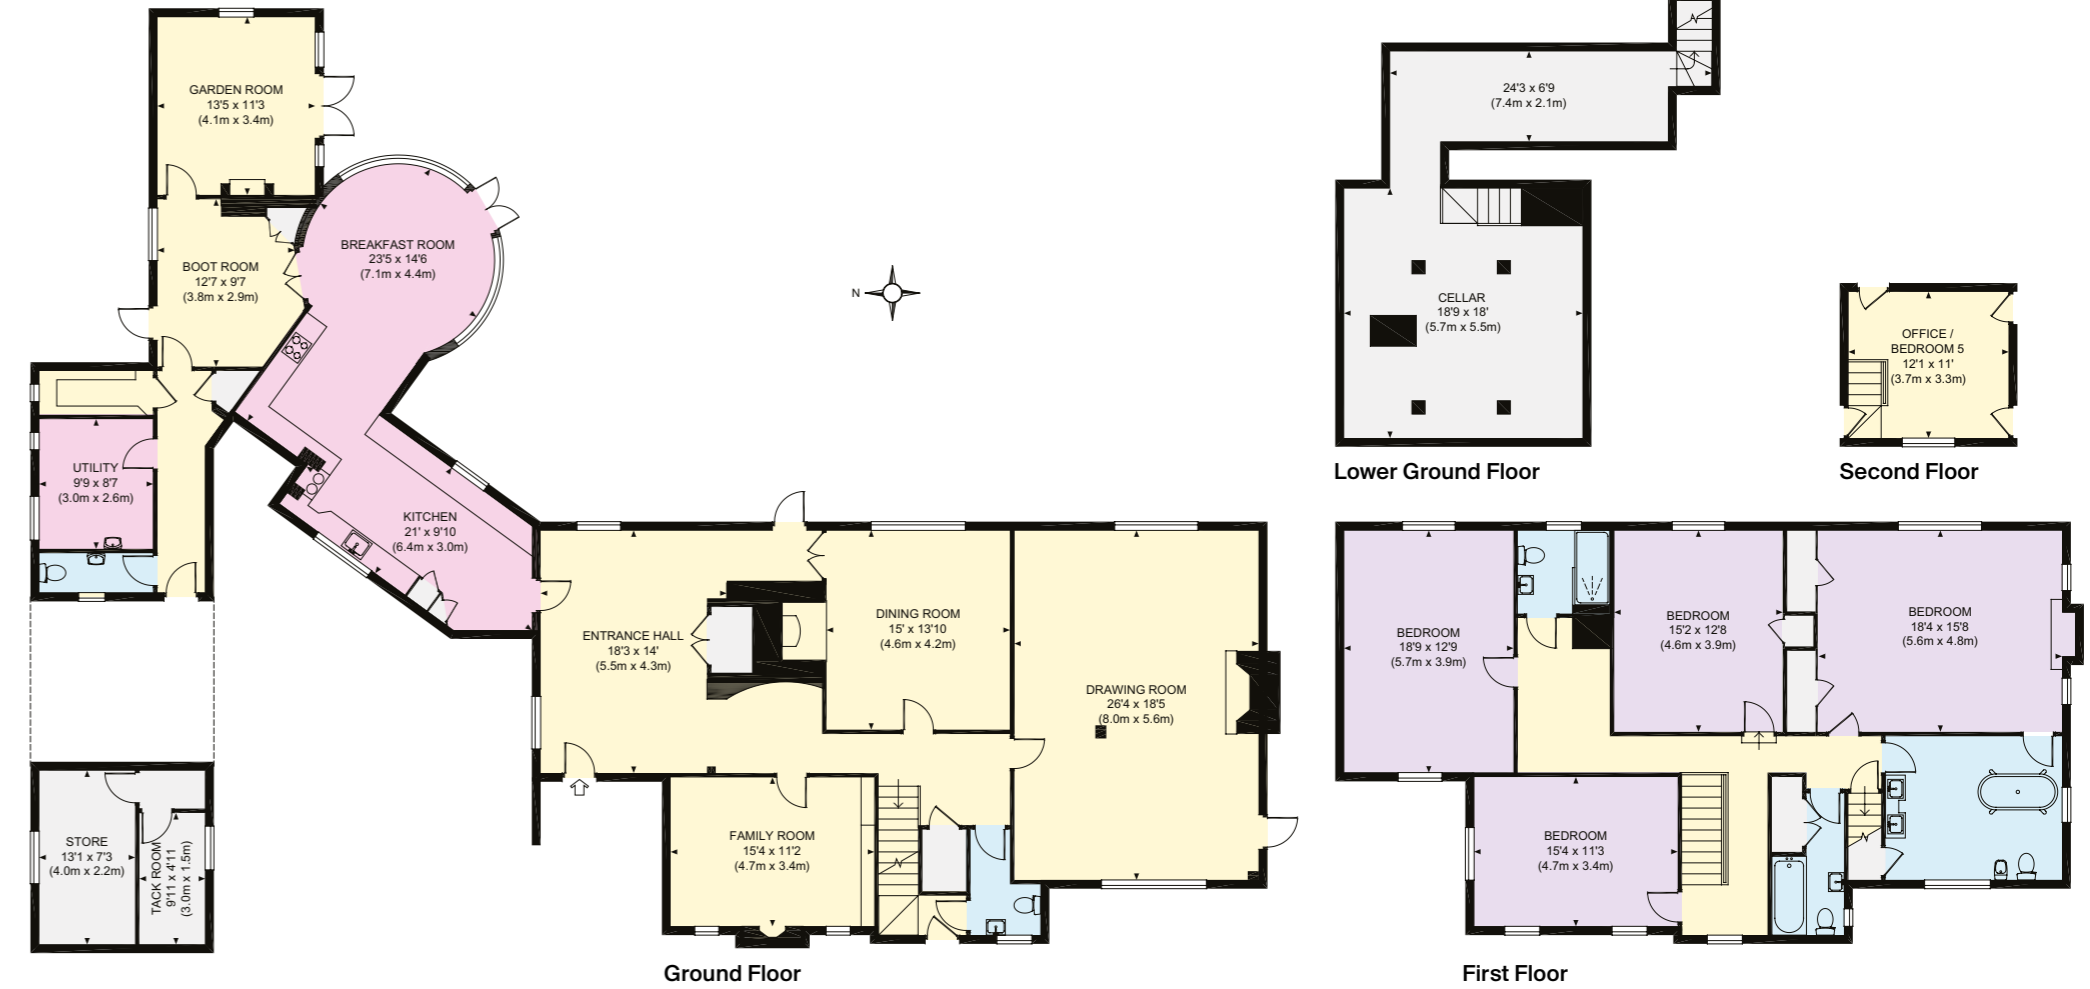 GARDEN ROOM
13'5 x 11'3
(4.1m x 3.4m)
BREAKFAST ROOM
23'5 x 14'6
(7.1m x 4.4m)
BOOT ROOM
12'7 x 9'7
(3.8m x 2.9m)
UTILITY
9'9 x 8'7
(3.0m x 2.6m)
KITCHEN
21' x 9'10
(6.4m x 3.0m)
ENTRANCE HALL
18'3 x 14'
(5.5m x 4.3m)
DINING ROOM
15' x 13'10
(4.6m x 4.2m)
DRAWING ROOM
26'4 x 18'5
(8.0m x 5.6m)
FAMILY ROOM
15'4 x 11'2
(4.7m x 3.4m)
STORE
13'1 x 7'3
(4.0m x 2.2m)
TACK ROOM
9'11 x 4'11
(3.0m x 1.5m)
Ground Floor
N
24'3 x 6'9
(7.4m x 2.1m)
CELLAR
18'9 x 18'
(5.7m x 5.5m)
Lower Ground Floor
OFFICE /
BEDROOM 5
12'1 x 11'
(3.7m x 3.3m)
Second Floor
BEDROOM
18'9 x 12'9
(5.7m x 3.9m)
BEDROOM
15'2 x 12'8
(4.6m x 3.9m)
BEDROOM
18'4 x 15'8
(5.6m x 4.8m)
BEDROOM
15'4 x 11'3
(4.7m x 3.4m)
First Floor